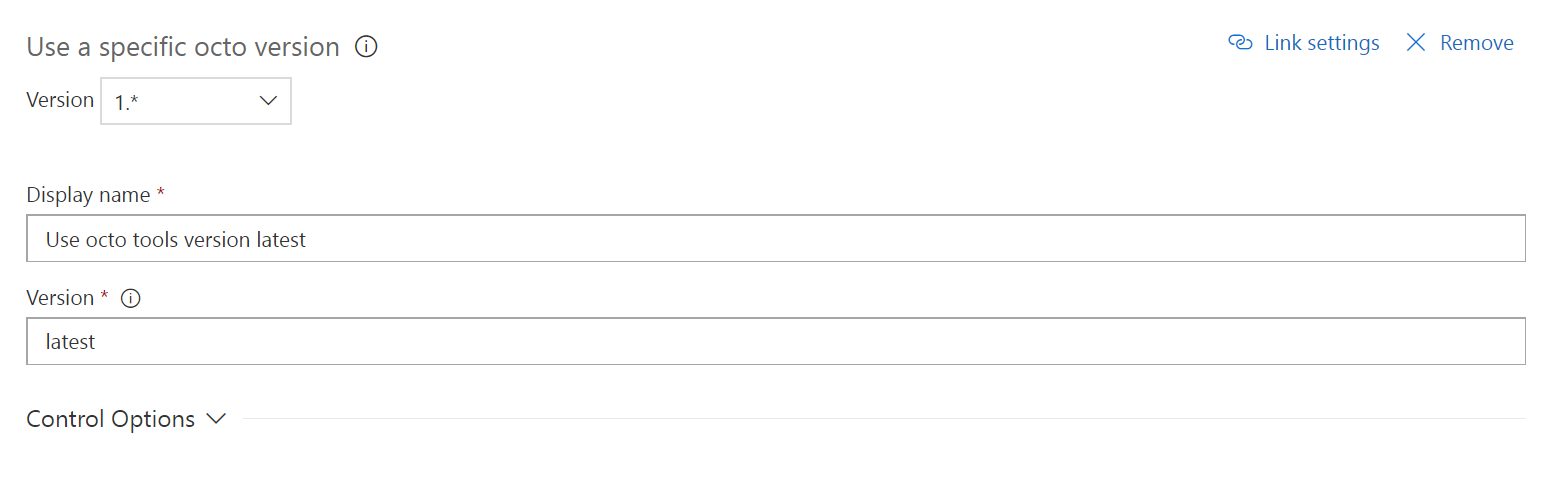 Use a specific octo version
Link settings
Remove
Version 1.*
Display name *
Use octo tools version latest
Version *
latest
Control Options